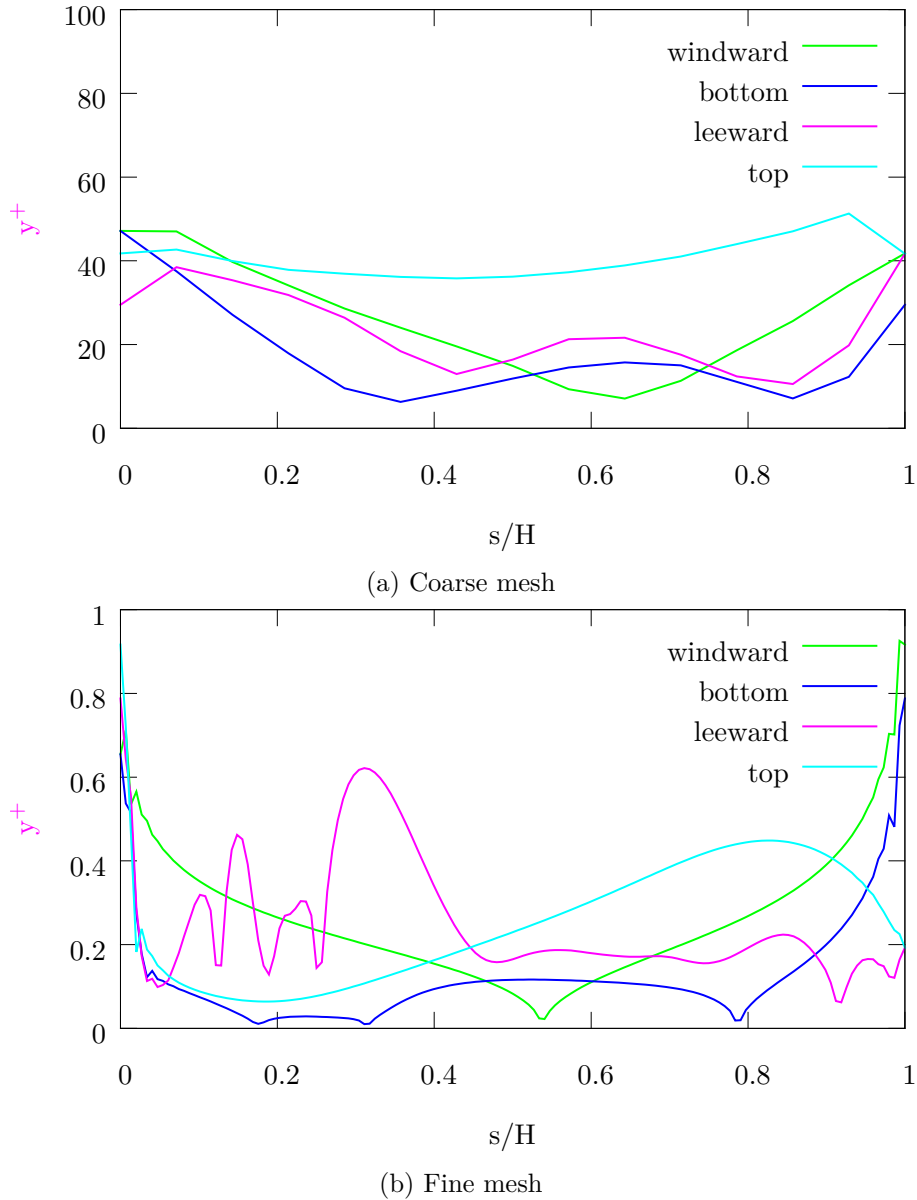 100
80
60
40
20
0
y+
windward
bottom
leeward
top
0 0.2 0.4 0.6 0.8 1
s/H
(a) Coarse mesh
1
0.8
0.6
0.4
0.2
0
y+
windward
bottom
leeward
top
0 0.2 0.4 0.6 0.8 1
s/H
(b) Fine mesh